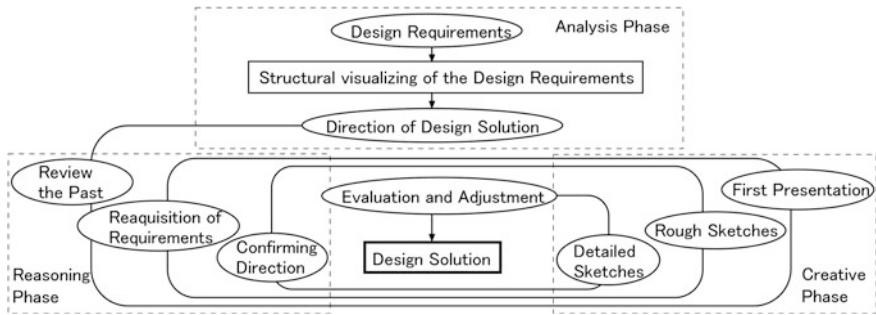 Design Requirements
Analysis Phase
Structural visualizing of the Design Requirements
Direction of Design Solution
Review
the Past
Reaquisition of
Requirements
Confirming
Direction
Evaluation and Adjustment
Design Solution
Detailed
Sketches
Rough Sketches
First Presentation
Reasoning
Phase
Creative
Phase